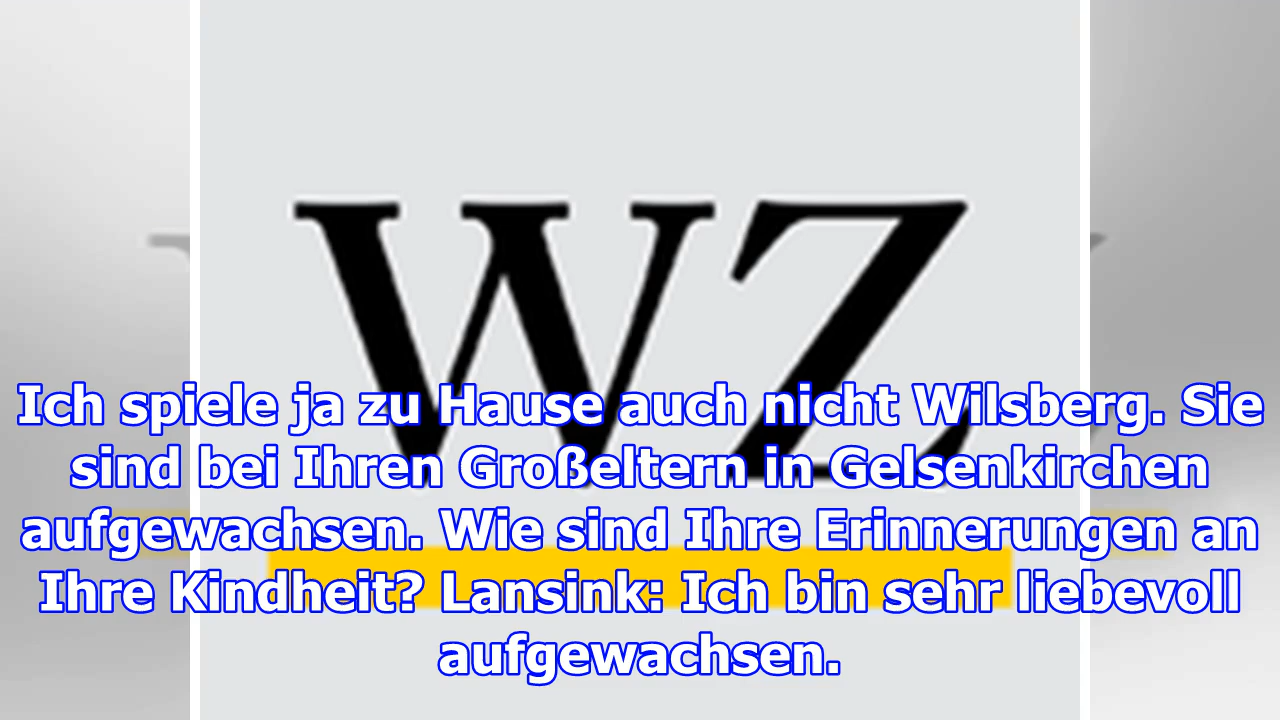 WZ
Ich spiele ja zu Hause auch nicht Wilsberg. Sie
sind bei Ihren Großeltern in Gelsenkirchen
aufgewachsen. Wie sind Ihre Erinnerungen an
Ihre Kindheit? Lansink: Ich bin sehr liebevoll
aufgewachsen.